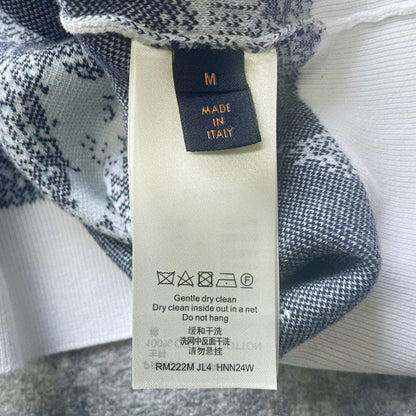 M
MADE
IN
ITALY
Gentle dry clean
Dry clean inside out in a net
Do not hang
缓和干洗
洗网中反面干洗
请勿悬挂
RM222M JL4 HNN24W